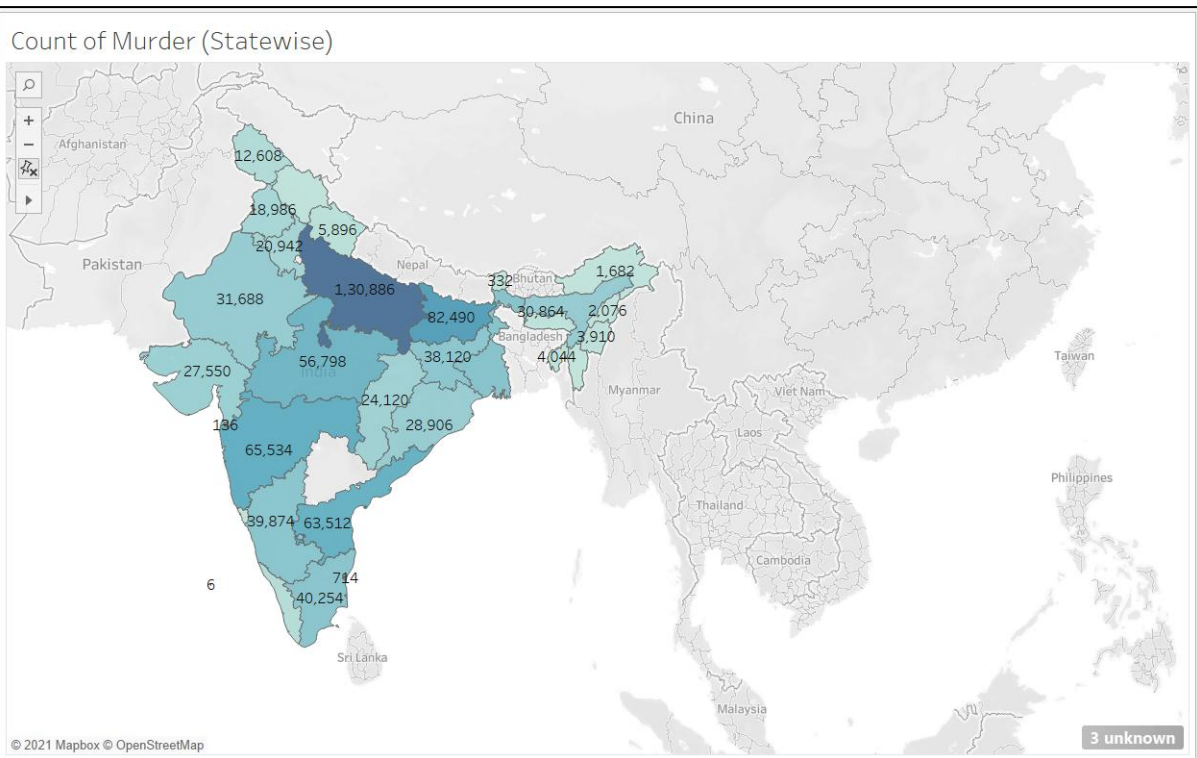 Count of Murder (Statewise)
China
Afghanistan
12,608
18,986
5,896
20,942
Pakistan
Nepal
1,682
332
Bhutan
31,688
1,30,886
82,490
30,864
2,076
Bangladesh
3,910
4,044
38,120
56,798
India
27,550
Taiwan
Myanmar
Viet Nam
24,120
136
28,906
Laos
65,534
Philippines
Thailand
39,874
63,512
Cambodia
6
714
40,254
Sri Lanka
Malaysia
© 2021 Mapbox © OpenStreetMap
3 unknown